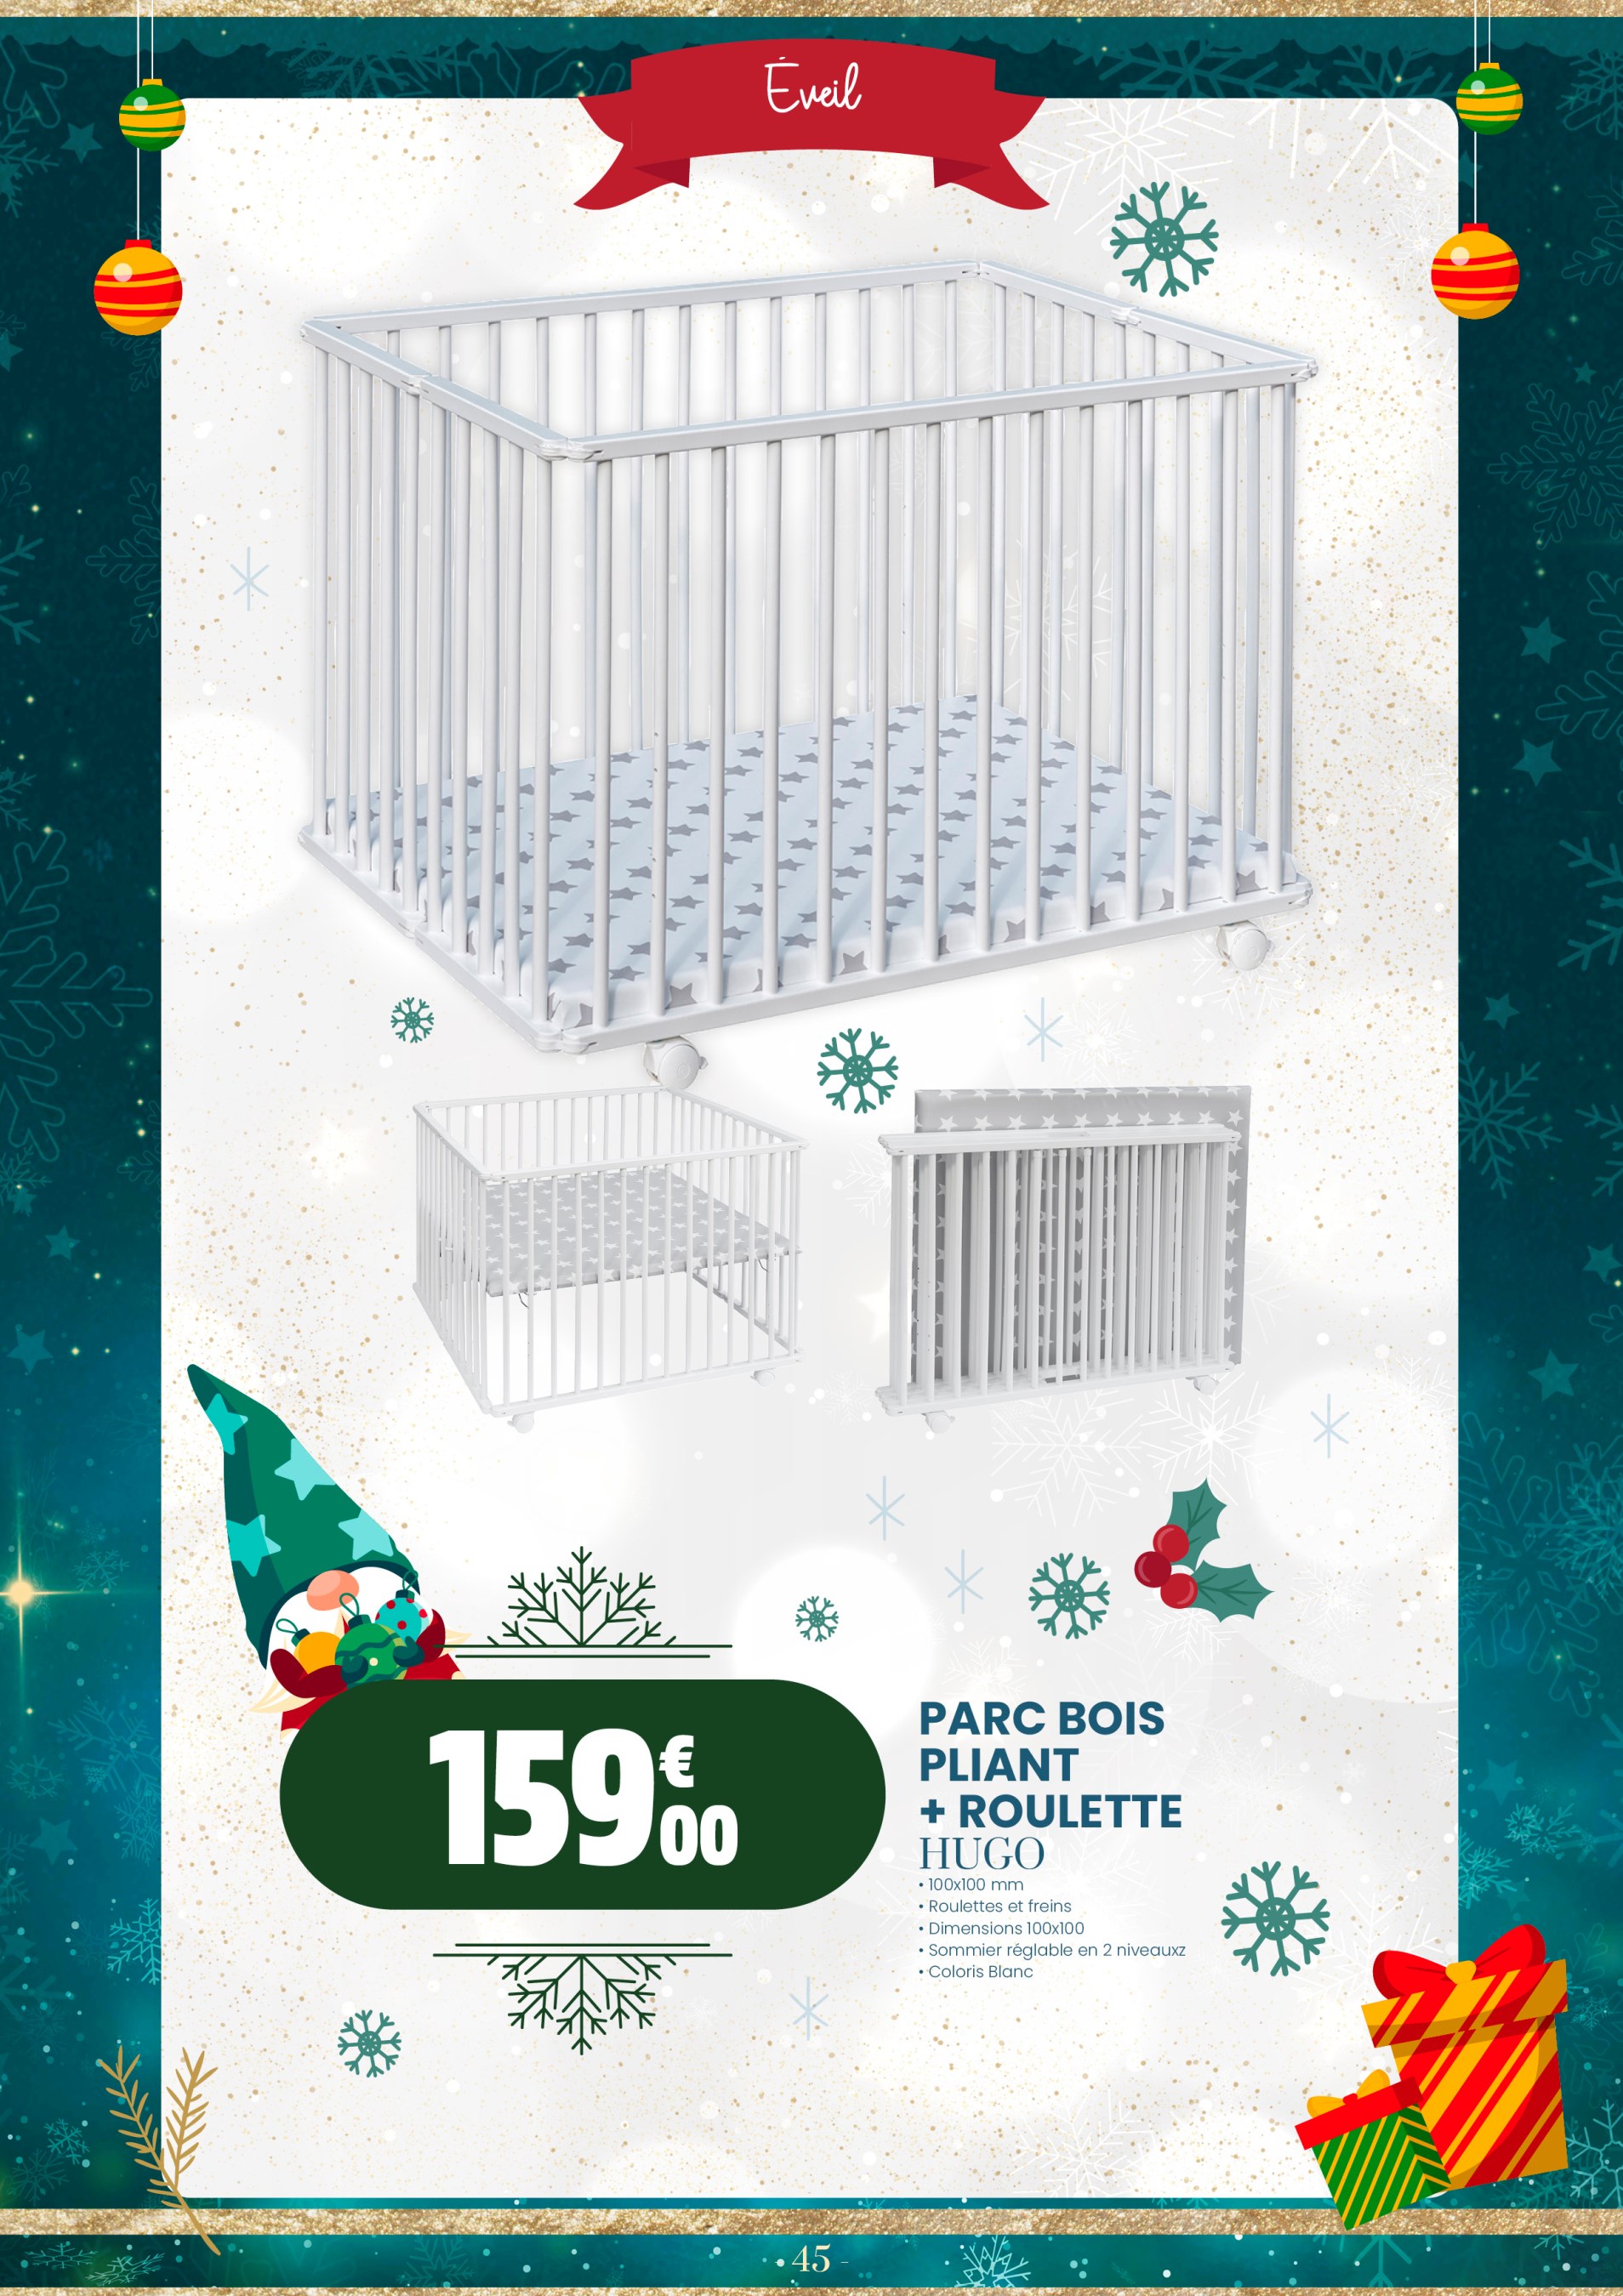 Éveil
159€00
PARC BOIS
PLIANT
+ ROULETTE
HUGO
• 100x100 mm
• Roulettes et freins
• Dimensions 100x100
• Sommier réglable en 2 niveauxz
• Coloris Blanc
- 45 -